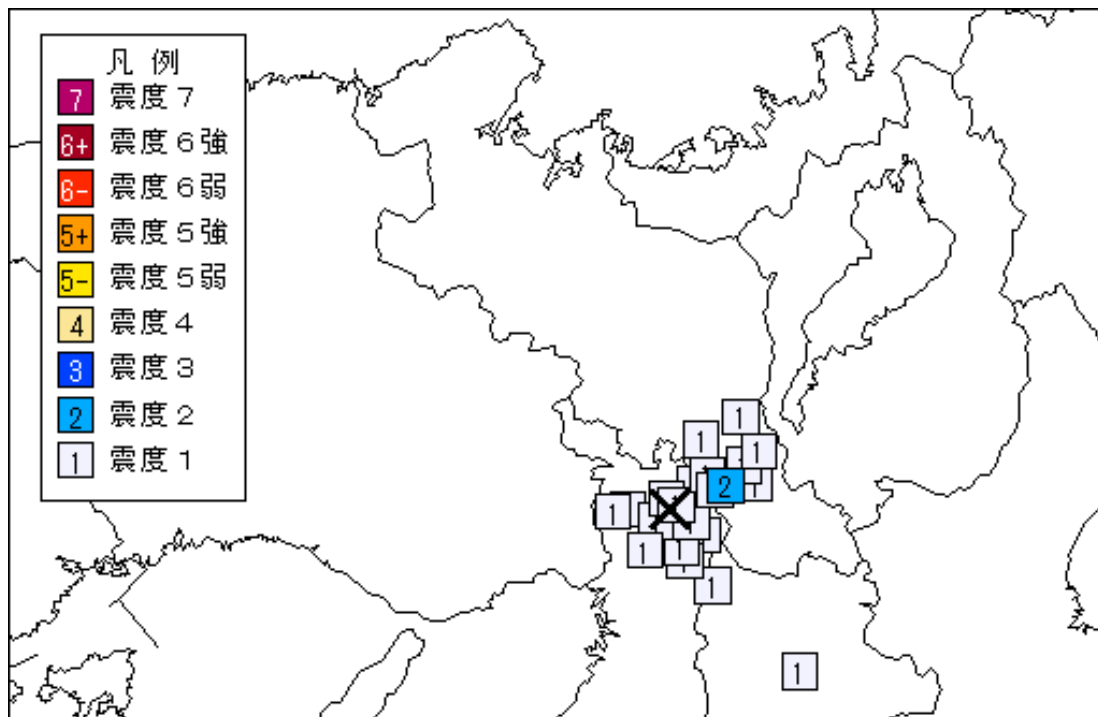 凡 例
7 震度７
6+ 震度６強
6- 震度６弱
5+ 震度５強
5- 震度５弱
4 震度４
3 震度３
2 震度２
1 震度１
1
1
1
2
1
1
1
1
1